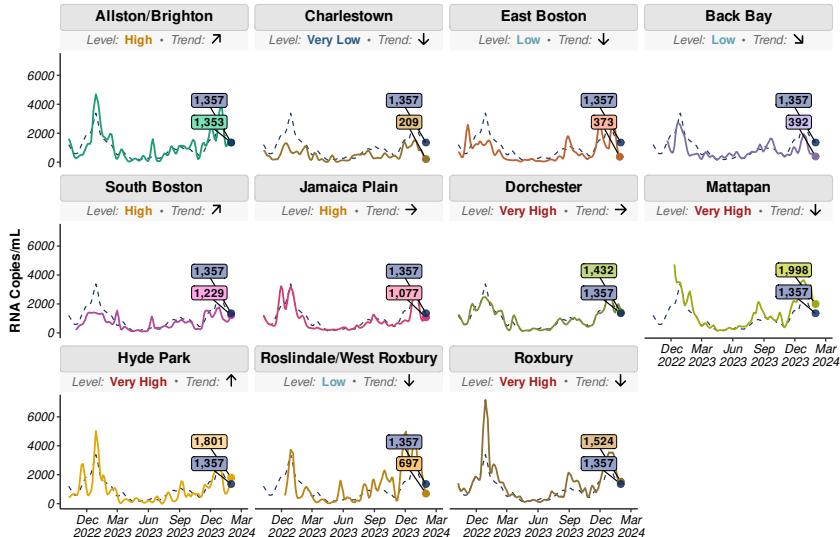 Allston/Brighton
Level: High • Trend: ↗
Charlestown
Level: Very Low • Trend: ↓
East Boston
Level: Low • Trend: ↓
Back Bay
Level: Low • Trend: ↘
6000
4000
2000
0
1,357
1,353
1,357
209
1,357
373
1,357
392
South Boston
Level: High • Trend: ↗
Jamaica Plain
Level: High • Trend: →
Dorchester
Level: Very High • Trend: →
Mattapan
Level: Very High • Trend: ↓
RNA Copies/mL
6000
4000
2000
0
1,357
1,229
1,357
1,077
1,432
1,357
1,998
1,357
Dec 2022
Mar 2023
Jun 2023
Sep 2023
Dec 2023
Mar 2024
Hyde Park
Level: Very High • Trend: ↑
Roslindale/West Roxbury
Level: Low • Trend: ↓
Roxbury
Level: Very High • Trend: ↓
6000
4000
2000
0
1,801
1,357
1,357
697
1,524
1,357
Dec 2022
Mar 2023
Jun 2023
Sep 2023
Dec 2023
Mar 2024
Dec 2022
Mar 2023
Jun 2023
Sep 2023
Dec 2023
Mar 2024
Dec 2022
Mar 2023
Jun 2023
Sep 2023
Dec 2023
Mar 2024